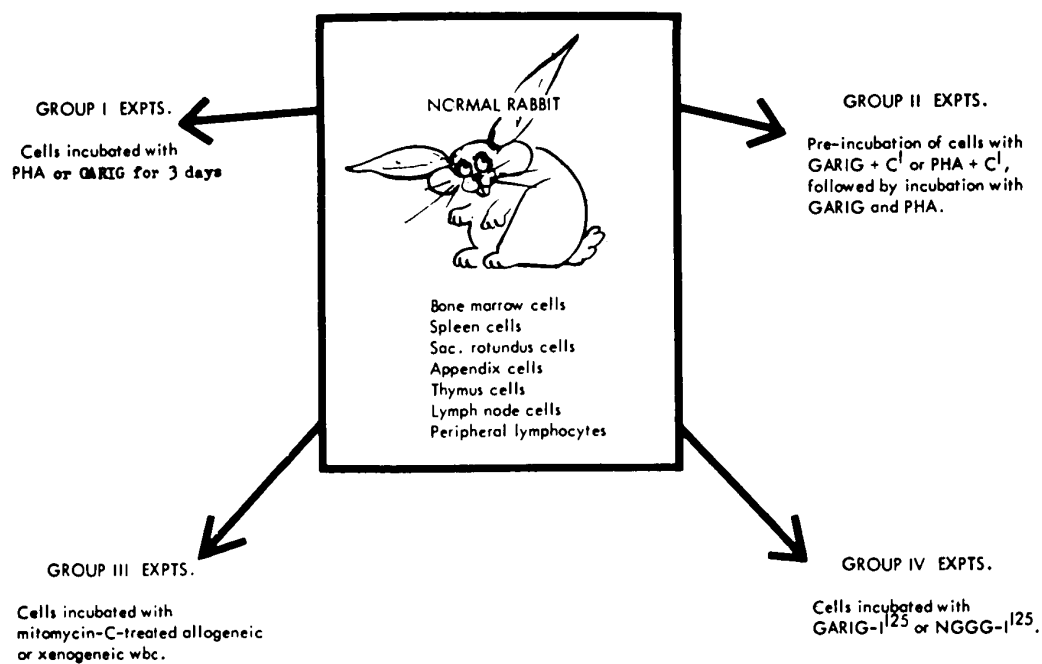 NCRMAL RABBIT
Bone marrow cells
Spleen cells
Sac. rotundus cells
Appendix cells
Thymus cells
Lymph node cells
Peripheral lymphocytes
GROUP I EXPTS.
Cells incubated with
PHA or GARIG for 3 days
GROUP II EXPTS.
Pre-incubation of cells with
GARIG + C' or PHA + C',
followed by incubation with
GARIG and PHA.
GROUP III EXPTS.
Cells incubated with
mitomycin-C-treated allogeneic
or xenogeneic wbc.
GROUP IV EXPTS.
Cells incubated with
GARIG-I¹²⁵ or NGGG-I¹²⁵.